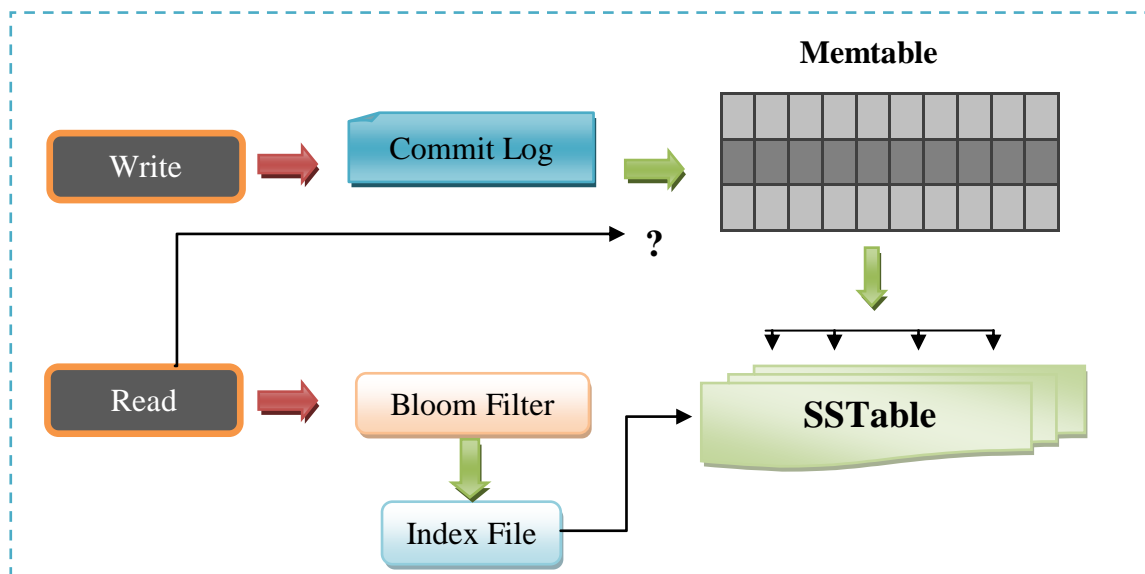 Memtable
Write
Commit Log
?
Read
Bloom Filter
SSTable
Index File